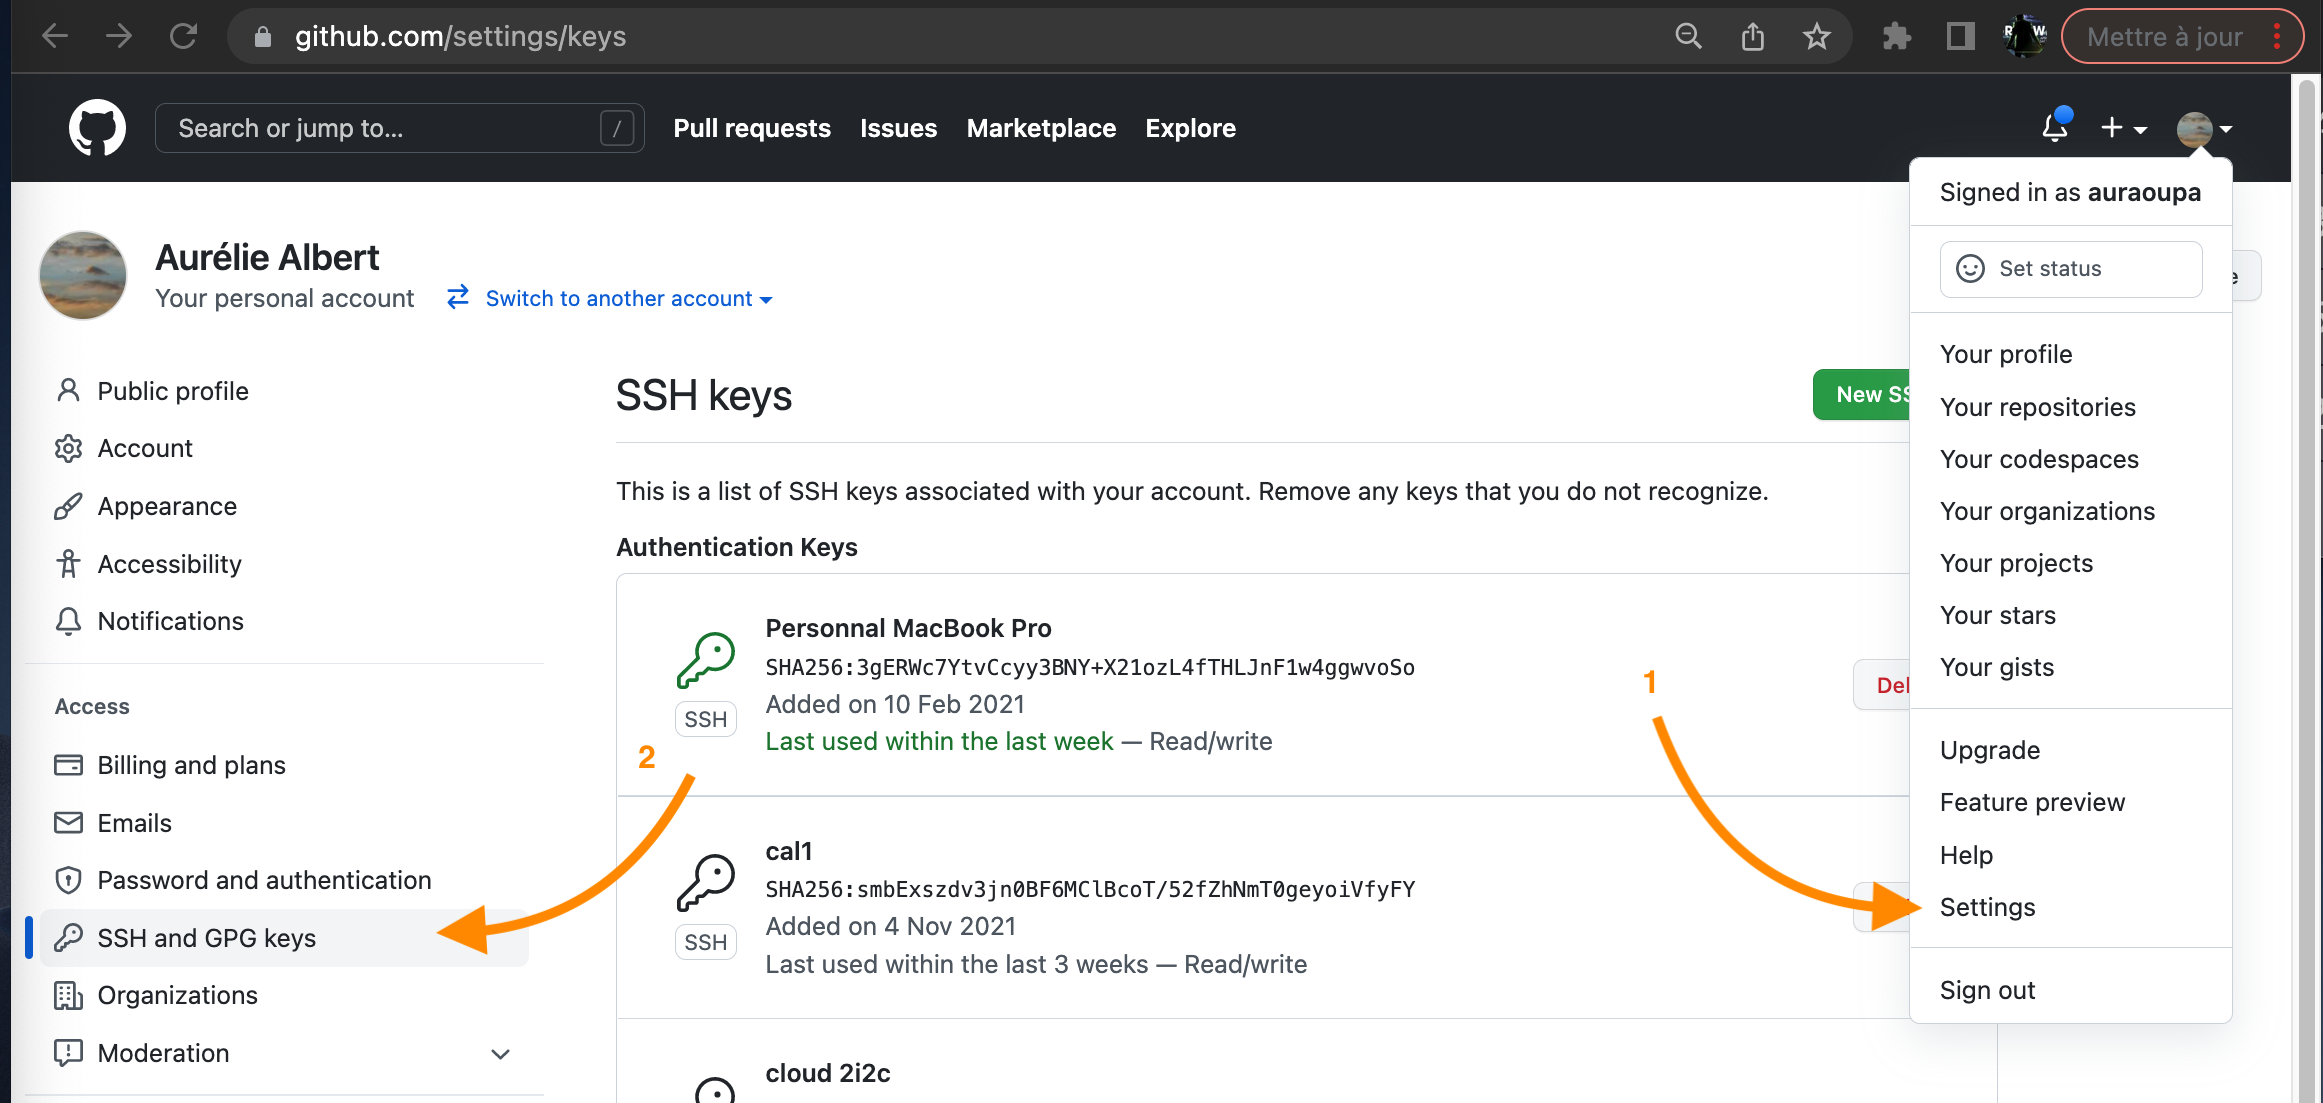 github.com/settings/keys
Mettre à jour
Search or jump to... /
Pull requests Issues Marketplace Explore
Signed in as auraoupa
Set status
Your profile
Your repositories
Your codespaces
Your organizations
Your projects
Your stars
Your gists
Upgrade
Feature preview
Help
Settings
Sign out
Aurélie Albert
Your personal account
Switch to another account
Public profile
Account
Appearance
Accessibility
Notifications
Access
Billing and plans
Emails
Password and authentication
SSH and GPG keys
Organizations
Moderation
SSH keys
New SS
This is a list of SSH keys associated with your account. Remove any keys that you do not recognize.
Authentication Keys
Personnal MacBook Pro
SHA256:3gERWc7YtvCcyy3BNY+X21ozL4fTHLJnF1w4ggwvoSo
Added on 10 Feb 2021
Last used within the last week — Read/write
SSH
Del
1
2
cal1
SHA256:smbExszdv3jn0BF6MClBcoT/52fZhNmT0geyoiVfyFY
Added on 4 Nov 2021
Last used within the last 3 weeks — Read/write
SSH
cloud 2i2c